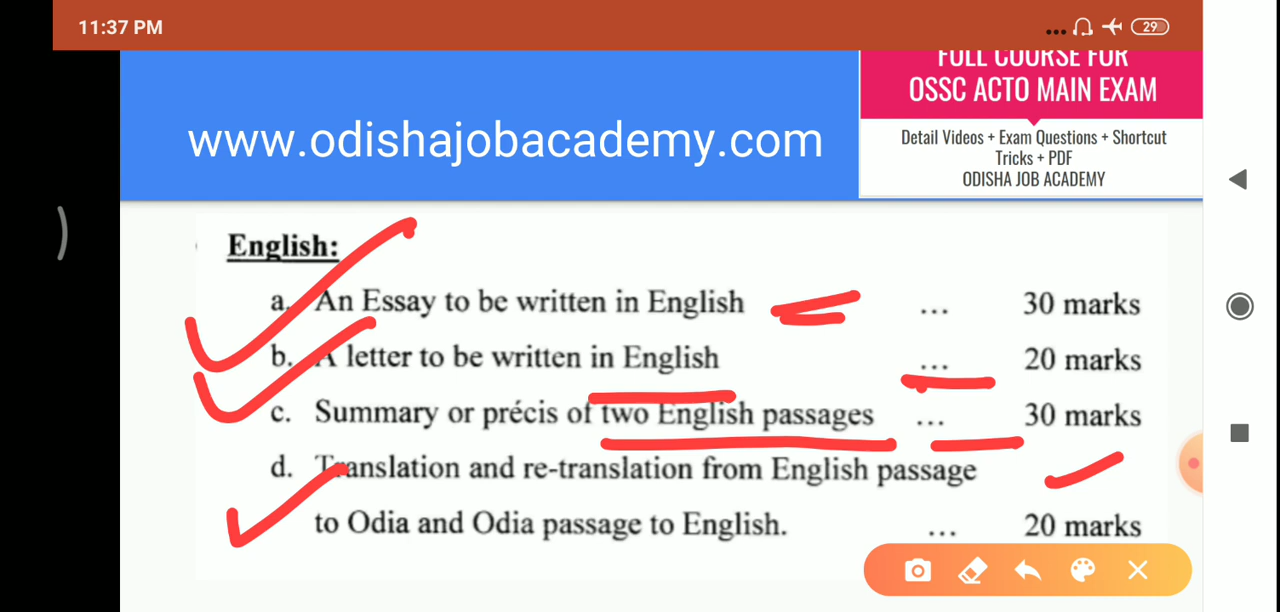 11:37 PM
29
FULL COURSE FOR
OSSC ACTO MAIN EXAM
www.odishajobacademy.com
Detail Videos + Exam Questions + Shortcut
Tricks + PDF
ODISHA JOB ACADEMY
English:
a. An Essay to be written in English ... 30 marks
b. A letter to be written in English ... 20 marks
c. Summary or précis of two English passages ... 30 marks
d. Translation and re-translation from English passage
to Odia and Odia passage to English. ... 20 marks